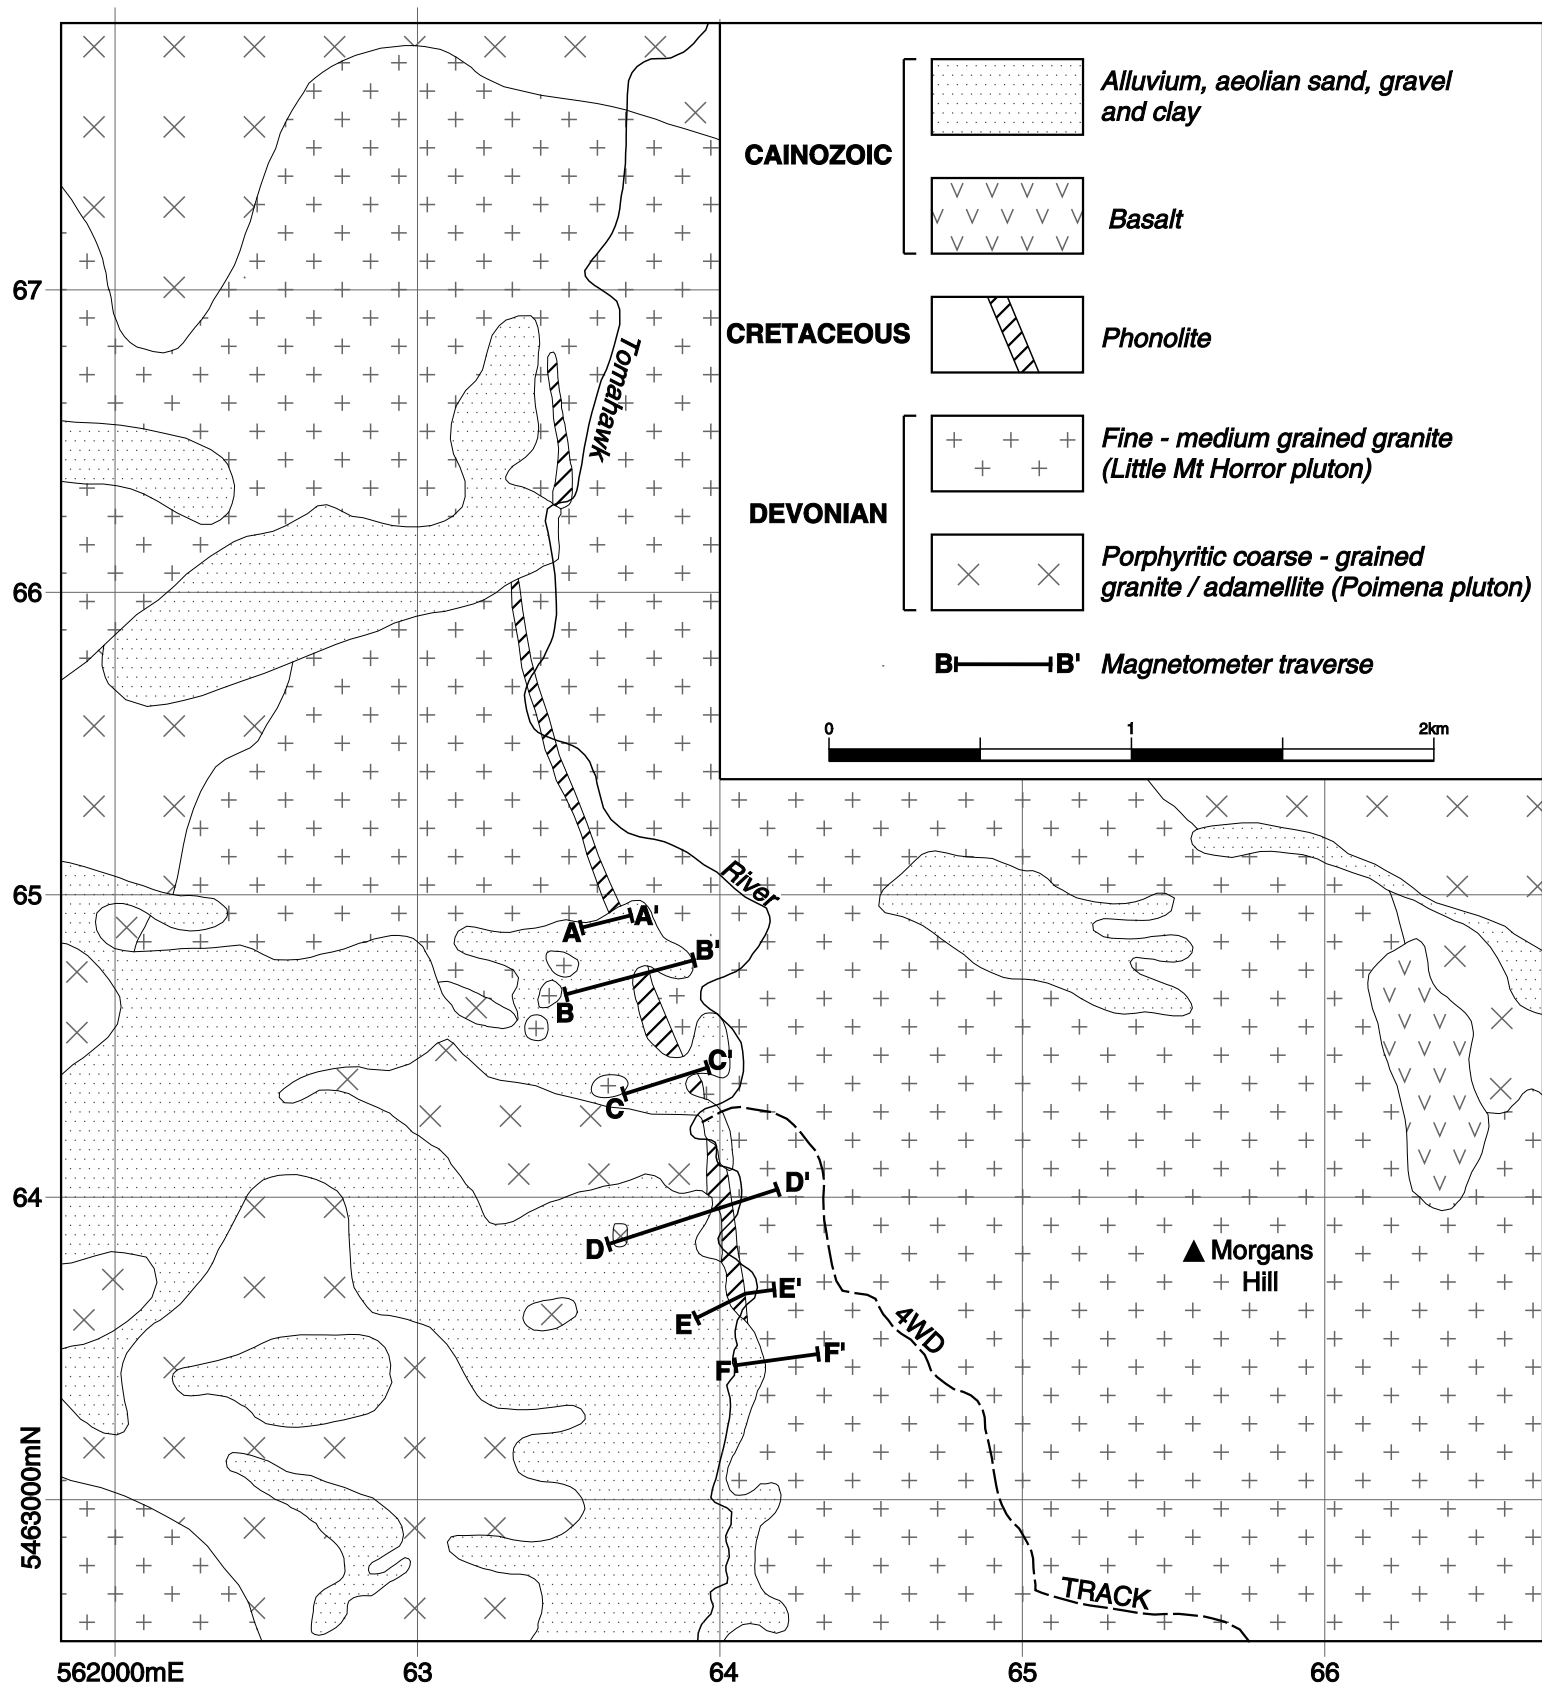 Alluvium, aeolian sand, gravel
and clay
CAINOZOIC
Basalt
CRETACEOUS
Phonolite
Fine - medium grained granite
(Little Mt Horror pluton)
DEVONIAN
Porphyritic coarse - grained
granite / adamellite (Poimena pluton)
B B' Magnetometer traverse
0 1 2km
67
Tomahawk
66
River
65
A A'
B B'
C C'
64
D D'
Morgans
Hill
E E'
4WD
F F'
5463000mN
TRACK
562000mE 63 64 65 66